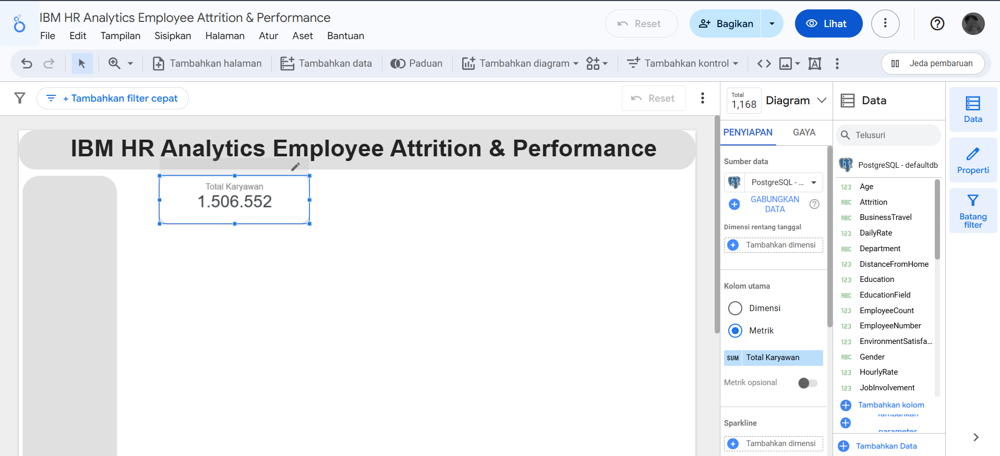 IBM HR Analytics Employee Attrition & Performance
File Edit Tampilan Sisipkan Halaman Atur Aset Bantuan
Reset
Bagikan
Lihat
Tambahkan halaman
Tambahkan data
Paduan
Tambahkan diagram
Tambahkan kontrol
Jeda pembaruan
+ Tambahkan filter cepat
Reset
IBM HR Analytics Employee Attrition & Performance
Total Karyawan
1.506.552
Total
1,168
Diagram
PENYIAPAN GAYA
Sumber data
PostgreSQL - ...
GABUNGKAN
DATA
Dimensi rentang tanggal
Tambahkan dimensi
Kolom utama
Dimensi
Metrik
SUM Total Karyawan
Metrik opsional
Sparkline
Tambahkan dimensi
Data
Telusuri
PostgreSQL - defaultdb
123 Age
ABC Attrition
ABC BusinessTravel
123 DailyRate
ABC Department
123 DistanceFromHome
123 Education
ABC EducationField
123 EmployeeCount
123 EmployeeNumber
123 EnvironmentSatisfa...
ABC Gender
123 HourlyRate
123 JobInvolvement
Tambahkan kolom
Tambahkan
parameter
Tambahkan Data
Data
Properti
Batang
filter